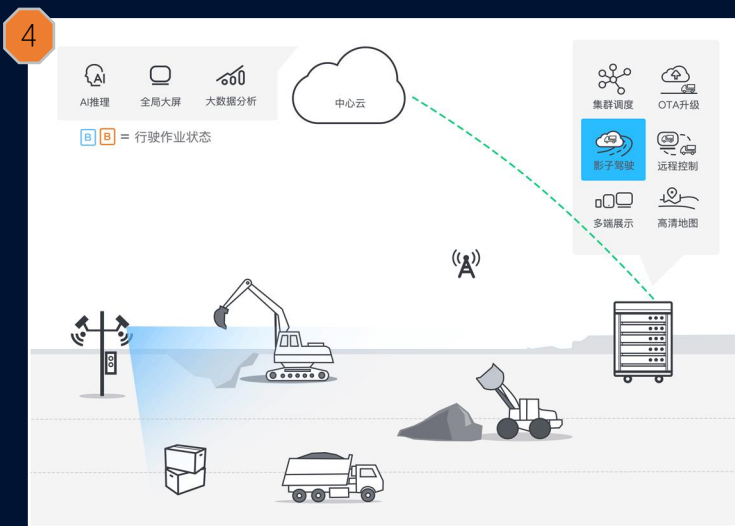 4
AI
AI推理
全局大屏
大数据分析
中心云
B B = 行驶作业状态
集群调度
OTA升级
影子驾驶
远程控制
多端展示
高清地图